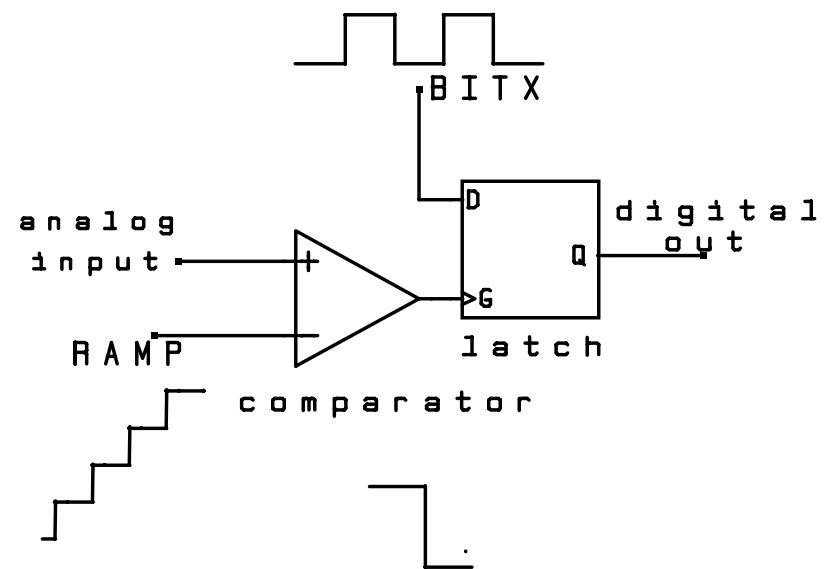 BITX
D
analog
input
+
digital
out
Q
G
-
RAMP
latch
comparator